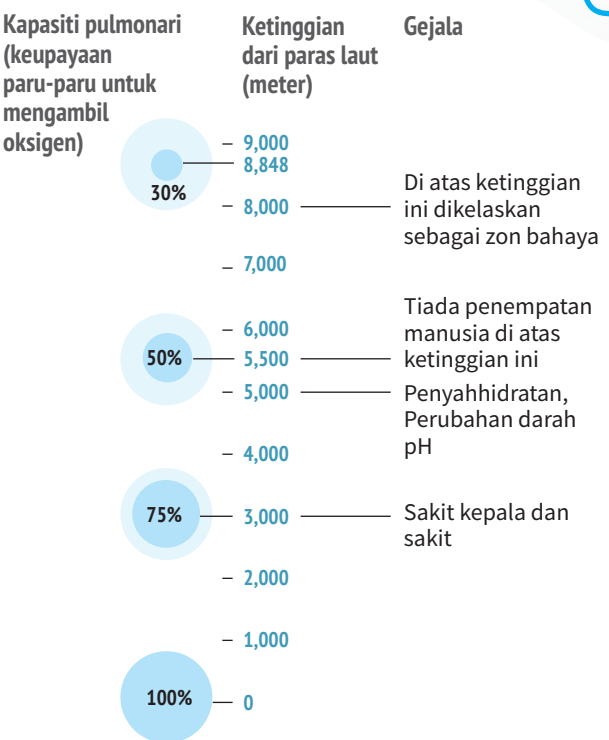 Kapasiti pulmonari
(keupayaan
paru-paru untuk
mengambil
oksigen)
Ketinggian
dari paras laut
(meter)
Gejala
9,000
8,848
30%
8,000
Di atas ketinggian
ini dikelaskan
sebagai zon bahaya
7,000
6,000
50%
5,500
Tiada penempatan
manusia di atas
ketinggian ini
5,000
Penyahhidratan,
Perubahan darah
pH
4,000
75%
3,000
Sakit kepala dan
sakit
2,000
1,000
100%
0